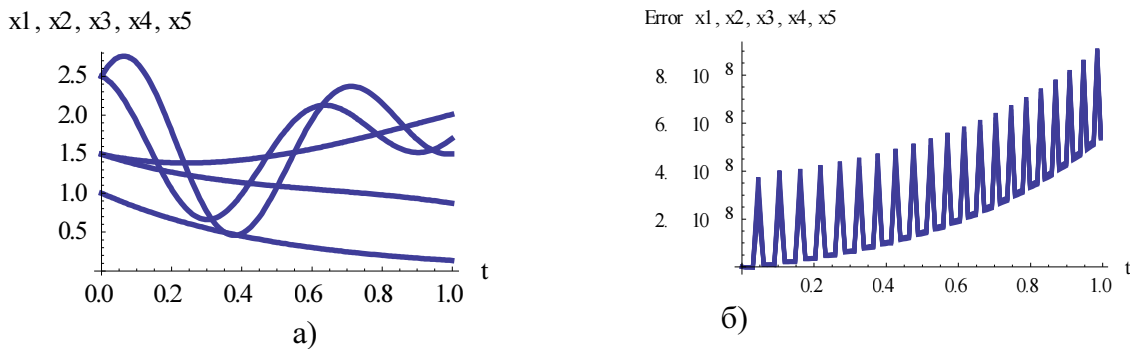 x1, x2, x3, x4, x5
2.5
2.0
1.5
1.0
0.5
0.0 0.2 0.4 0.6 0.8 1.0
t
а)
Error x1, x2, x3, x4, x5
8. 10 8
6. 10 8
4. 10 8
2. 10 8
0.2 0.4 0.6 0.8 1.0
t
б)